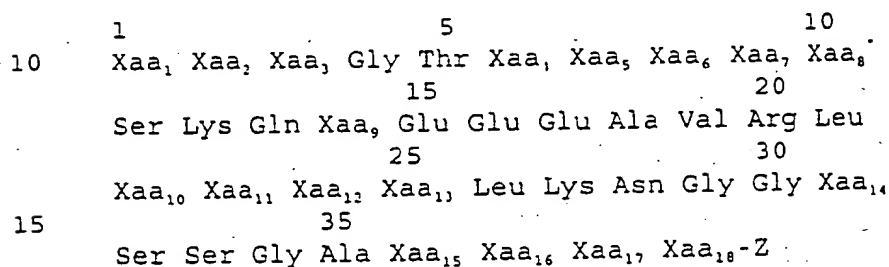 1 5 10
10 Xaa₁ Xaa₂ Xaa₃ Gly Thr Xaa₄ Xaa₅ Xaa₆ Xaa₇ Xaa₈
15 20
Ser Lys Gln Xaa₉ Glu Glu Glu Ala Val Arg Leu
25 30
Xaa₁₀ Xaa₁₁ Xaa₁₂ Xaa₁₃ Leu Lys Asn Gly Gly Xaa₁₄
15 35
Ser Ser Gly Ala Xaa₁₅ Xaa₁₆ Xaa₁₇ Xaa₁₈-Z